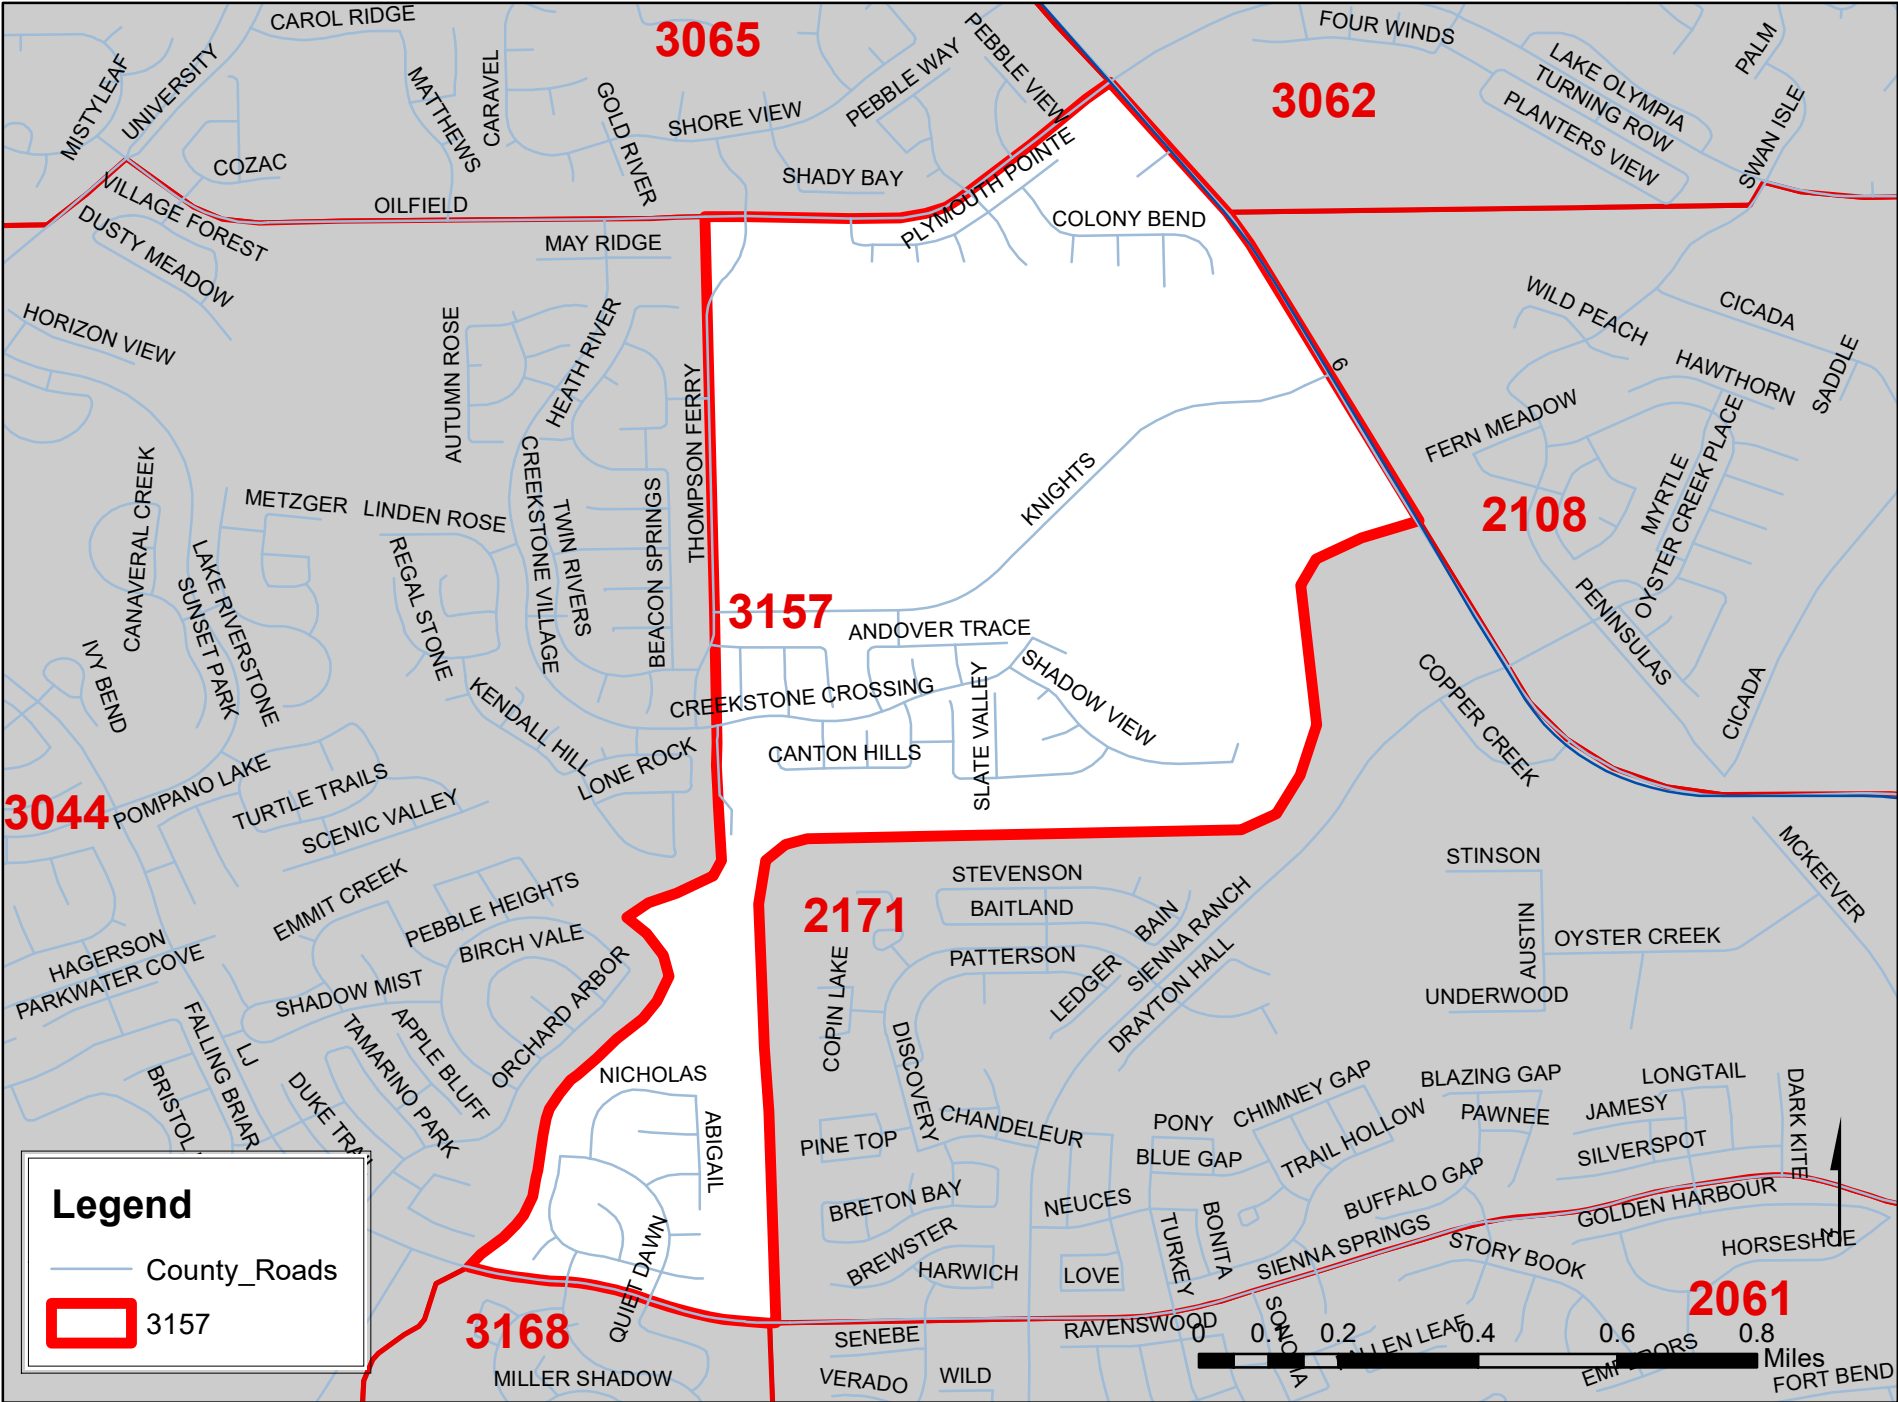 CAROL RIDGE
3065
PEBBLE VIEW
FOUR WINDS
PALM
MISTYLEAF
UNIVERSITY
MATTHEWS
CARAVEL
GOLD RIVER
SHORE VIEW
PEBBLE WAY
3062
LAKE OLYMPIA
TURNING ROW
PLANTERS VIEW
SWAN ISLE
COZAC
SHADY BAY
PLYMOUTH POINTE
VILLAGE FOREST
OILFIELD
COLONY BEND
DUSTY MEADOW
MAY RIDGE
HORIZON VIEW
AUTUMN ROSE
HEATH RIVER
THOMPSON FERRY
6
WILD PEACH
CICADA
HAWTHORN
SADDLE
FERN MEADOW
CANAVERAL CREEK
METZGER
LINDEN ROSE
CREEKSTONE VILLAGE
TWIN RIVERS
BEACON SPRINGS
KNIGHTS
2108
MYRTLE
OYSTER CREEK PLACE
LAKE RIVERSTONE
SUNSET PARK
REGAL STONE
3157
ANDOVER TRACE
PENINSULAS
IVY BEND
KENDALL HILL
CREEKSTONE CROSSING
SLATE VALLEY
SHADOW VIEW
COPPER CREEK
CICADA
LONE ROCK
CANTON HILLS
3044
POMPANO LAKE
TURTLE TRAILS
SCENIC VALLEY
STEVENSON
STINSON
MCKEEVER
EMMIT CREEK
PEBBLE HEIGHTS
2171
BAITLAND
BAIN
SIENNA RANCH
AUSTIN
OYSTER CREEK
HAGERSON
PARKWATER COVE
BIRCH VALE
PATTERSON
LEDGER
DRAYTON HALL
COPIN LAKE
UNDERWOOD
SHADOW MIST
ORCHARD ARBOR
FALLING BRIAR
LJ
TAMARINO PARK
APPLE BLUFF
DISCOVERY
NICHOLAS
BRISTOL
DUKE TRAIL
ABIGAIL
CHANDELEUR
PINE TOP
PONY
BLUE GAP
CHIMNEY GAP
TRAIL HOLLOW
BLAZING GAP
PAWNEE
LONGTAIL
JAMESY
SILVERSPOT
DARK KITE
BRETON BAY
NEUCES
BUFFALO GAP
GOLDEN HARBOUR
BREWSTER
TURKEY
BONITA
SIENNA SPRINGS
STORY BOOK
HORSESHOE
N
HARWICH
LOVE
QUIET DAWN
2061
3168
SENEBE
RAVENSWOOD
SONOMA
MILLER SHADOW
VERADO
WILD
EMPERORS
FORT BEND
Legend
County_Roads
3157
0 0.1 0.2 0.4 0.6 0.8
Miles